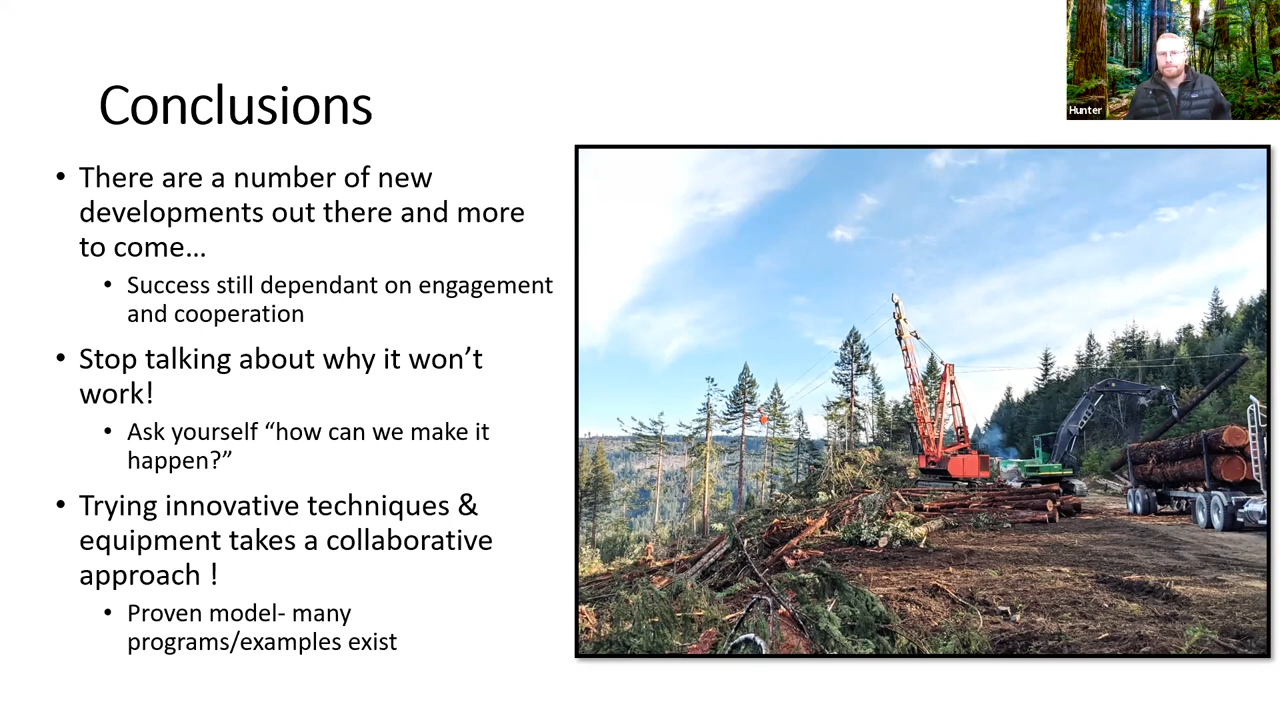 Conclusions
Hunter
• There are a number of new
developments out there and more
to come…
• Success still dependant on engagement
and cooperation
• Stop talking about why it won’t
work!
• Ask yourself “how can we make it
happen?”
• Trying innovative techniques &
equipment takes a collaborative
approach !
• Proven model- many
programs/examples exist